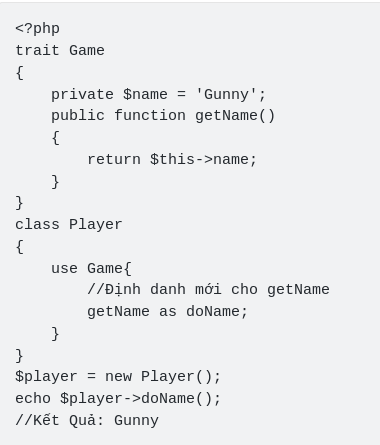 <?php
trait Game
{
    private $name = 'Gunny';
    public function getName()
    {
        return $this->name;
    }
}
class Player
{
    use Game{
        //Định danh mới cho getName
        getName as doName;
    }
}
$player = new Player();
echo $player->doName();
//Kết Quả: Gunny